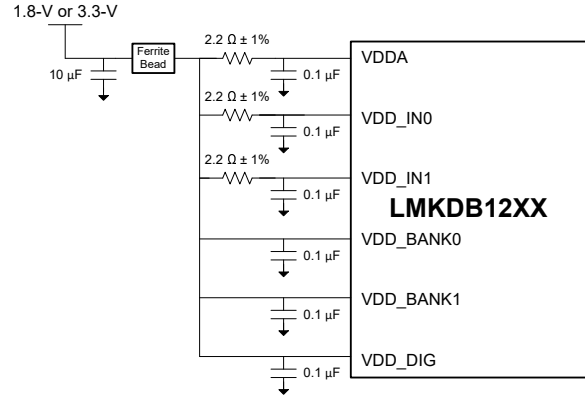 1.8-V or 3.3-V
10 µF
Ferrite
Bead
2.2 Ω ± 1%
0.1 µF
VDDA
2.2 Ω ± 1%
0.1 µF
VDD_IN0
2.2 Ω ± 1%
0.1 µF
VDD_IN1
LMKDB12XX
0.1 µF
VDD_BANK0
0.1 µF
VDD_BANK1
0.1 µF
VDD_DIG